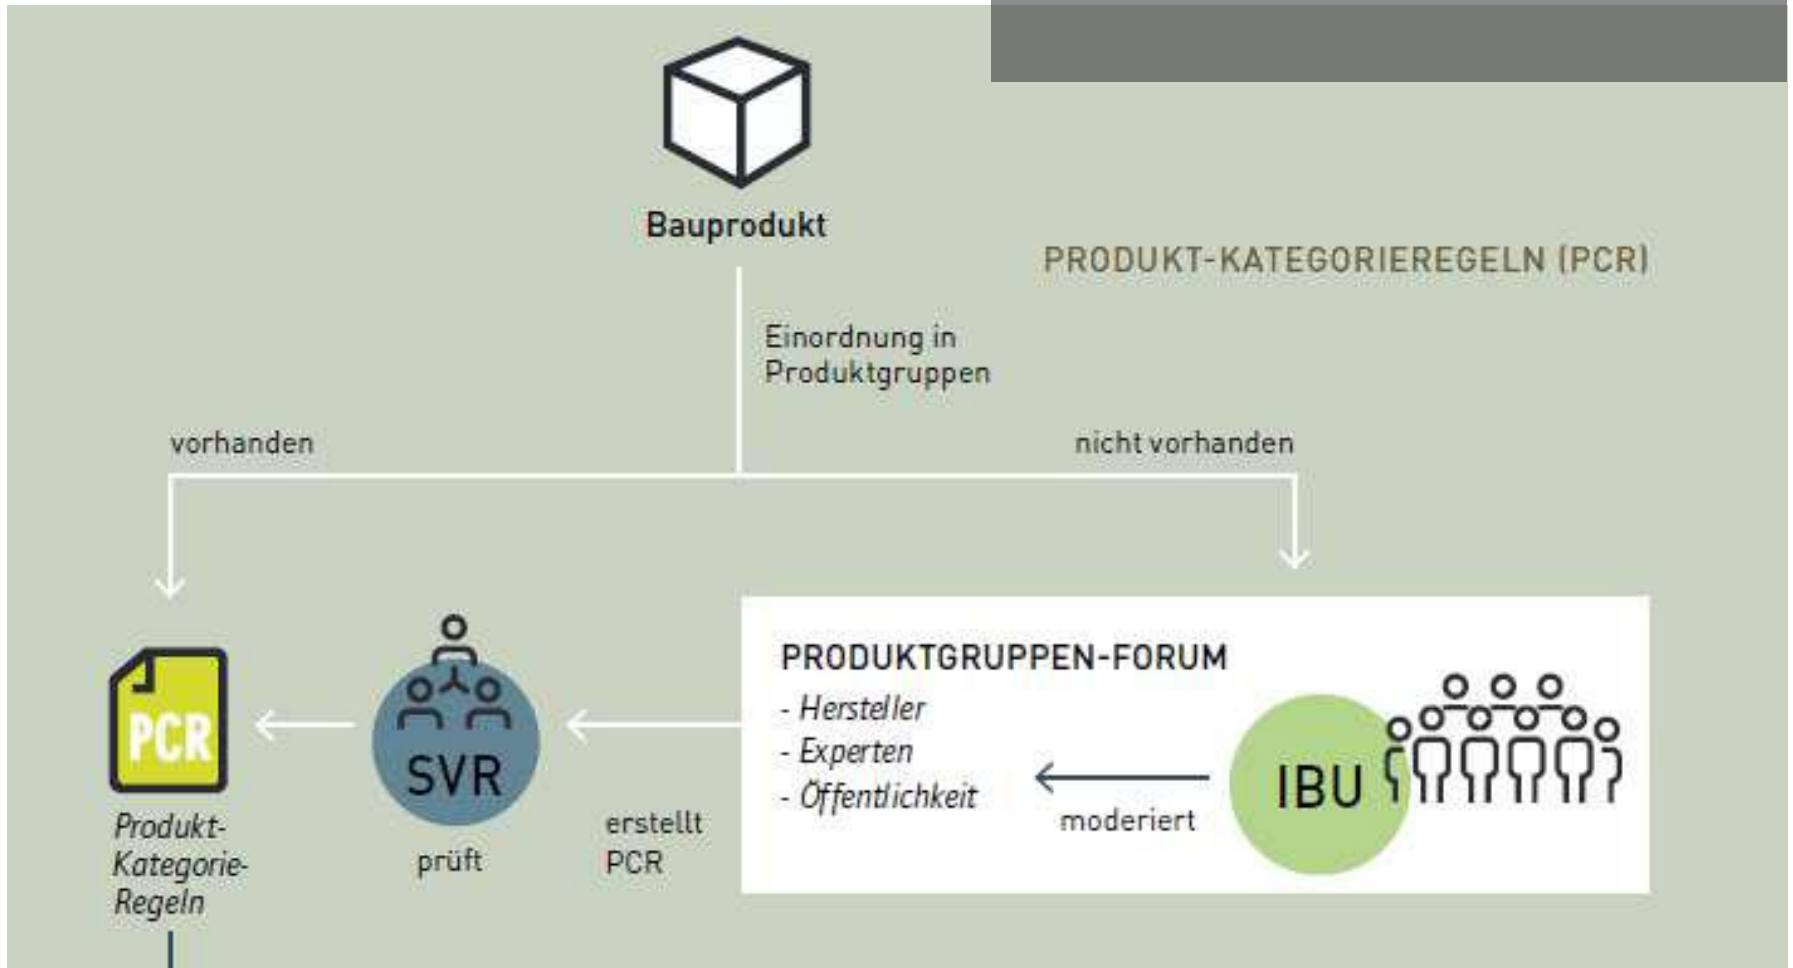 Bauprodukt
PRODUKT-KATEGORIEREGELN (PCR)
Einordnung in
Produktgruppen
vorhanden
nicht vorhanden
PCR
Produkt-
Kategorie-
Regeln
SVR
prüft
erstellt
PCR
PRODUKTGRUPPEN-FORUM
- Hersteller
- Experten
- Öffentlichkeit
moderiert
IBU